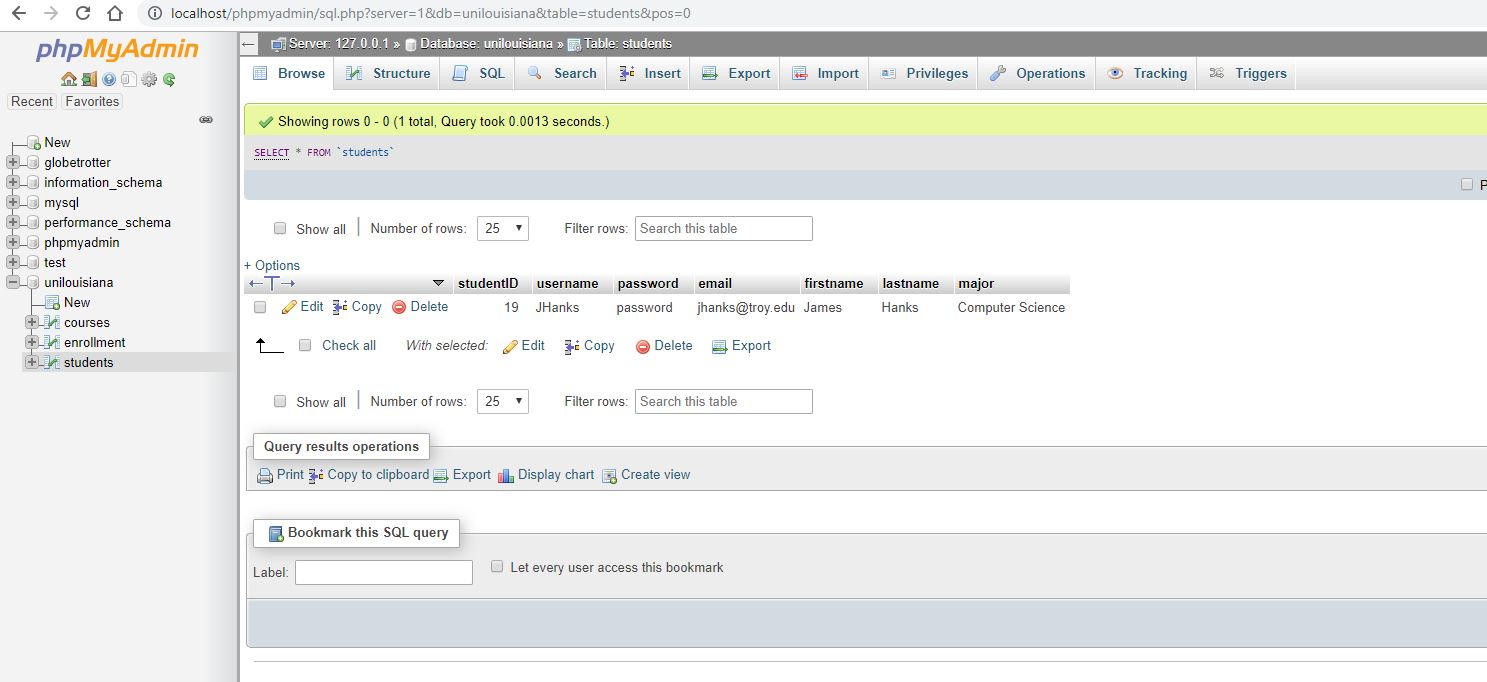 localhost/phpmyadmin/sql.php?server=1&db=unilouisiana&table=students&pos=0
phpMyAdmin
Recent Favorites
New
globetrotter
information_schema
mysql
performance_schema
phpmyadmin
test
unilouisiana
New
courses
enrollment
students
Server: 127.0.0.1 » Database: unilouisiana » Table: students
Browse Structure SQL Search Insert Export Import Privileges Operations Tracking Triggers
Showing rows 0 - 0 (1 total, Query took 0.0013 seconds.)
SELECT * FROM `students`
P
Show all | Number of rows: 25 Filter rows: Search this table
+ Options
←T→ studentID username password email firstname lastname major
Edit Copy Delete 19 JHanks password jhanks@troy.edu James Hanks Computer Science
Check all With selected: Edit Copy Delete Export
Show all | Number of rows: 25 Filter rows: Search this table
Query results operations
Print Copy to clipboard Export Display chart Create view
Bookmark this SQL query
Label: Let every user access this bookmark